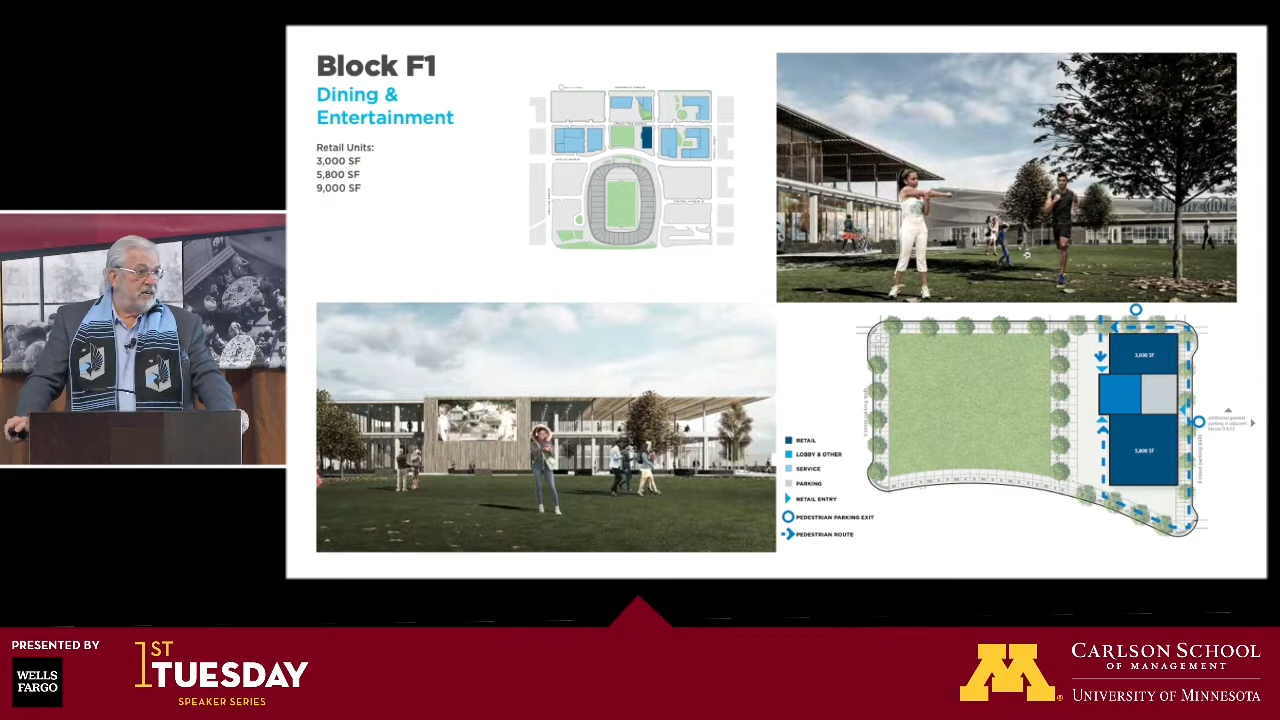 Block F1
Dining &
Entertainment
Retail Units:
3,000 SF
5,800 SF
9,000 SF
3,000 SF
5,800 SF
RETAIL
LOBBY & OTHER
SERVICE
PARKING
RETAIL ENTRY
PEDESTRIAN PARKING EXIT
PEDESTRIAN ROUTE
PRESENTED BY
WELLS
FARGO
1ST
TUESDAY
SPEAKER SERIES
M
CARLSON SCHOOL
OF MANAGEMENT
UNIVERSITY OF MINNESOTA